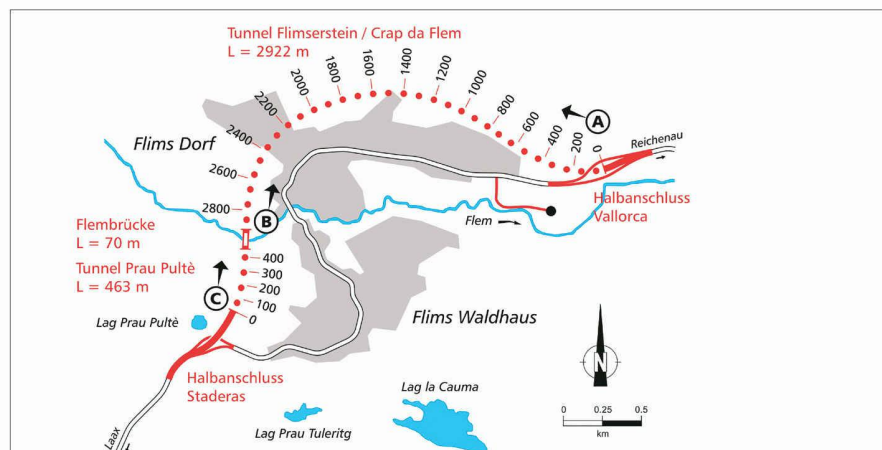 Tunnel Flimserstein / Crap da Flem
L = 2922 m
2200
2000
1800
1600
1400
1200
1000
800
600
400
200
0
A
Reichenau
Flims Dorf
2400
2600
2800
Halbanschluss
Vallorca
B
Flem
Flembrücke
L = 70 m
Tunnel Prau Pultè
L = 463 m
400
300
200
100
0
C
Lag Prau Pultè
Flims Waldhaus
N
Halbanschluss
Staderas
Lag la Cauma
Lag Prau Tuleritg
0 0.25 0.5
km
Laax